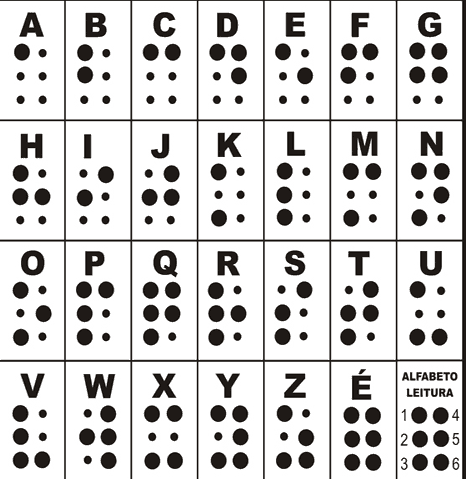 A B C D E F G
H I J K L M N
O P Q R S T U
V W X Y Z É ALFABETO
LEITURA
1 4
2 5
3 6